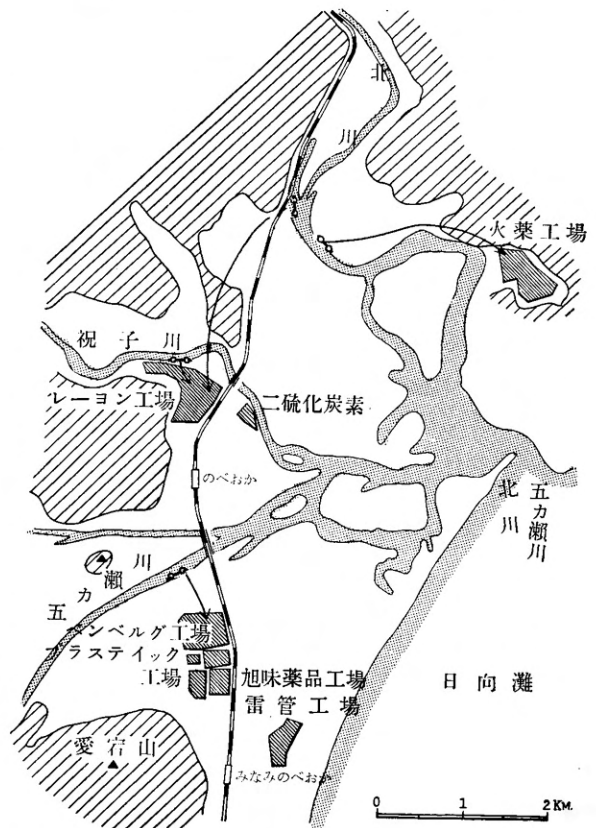 北川
火薬工場
祝子川
レーヨン工場
二硫化炭素
のべおか
北川
五カ瀬川
五カ瀬川
ベンベルグ工場
プラスティック
工場
旭味薬品工場
雷管工場
日向灘
愛宕山
みなみのべおか
0 1 2 KM.